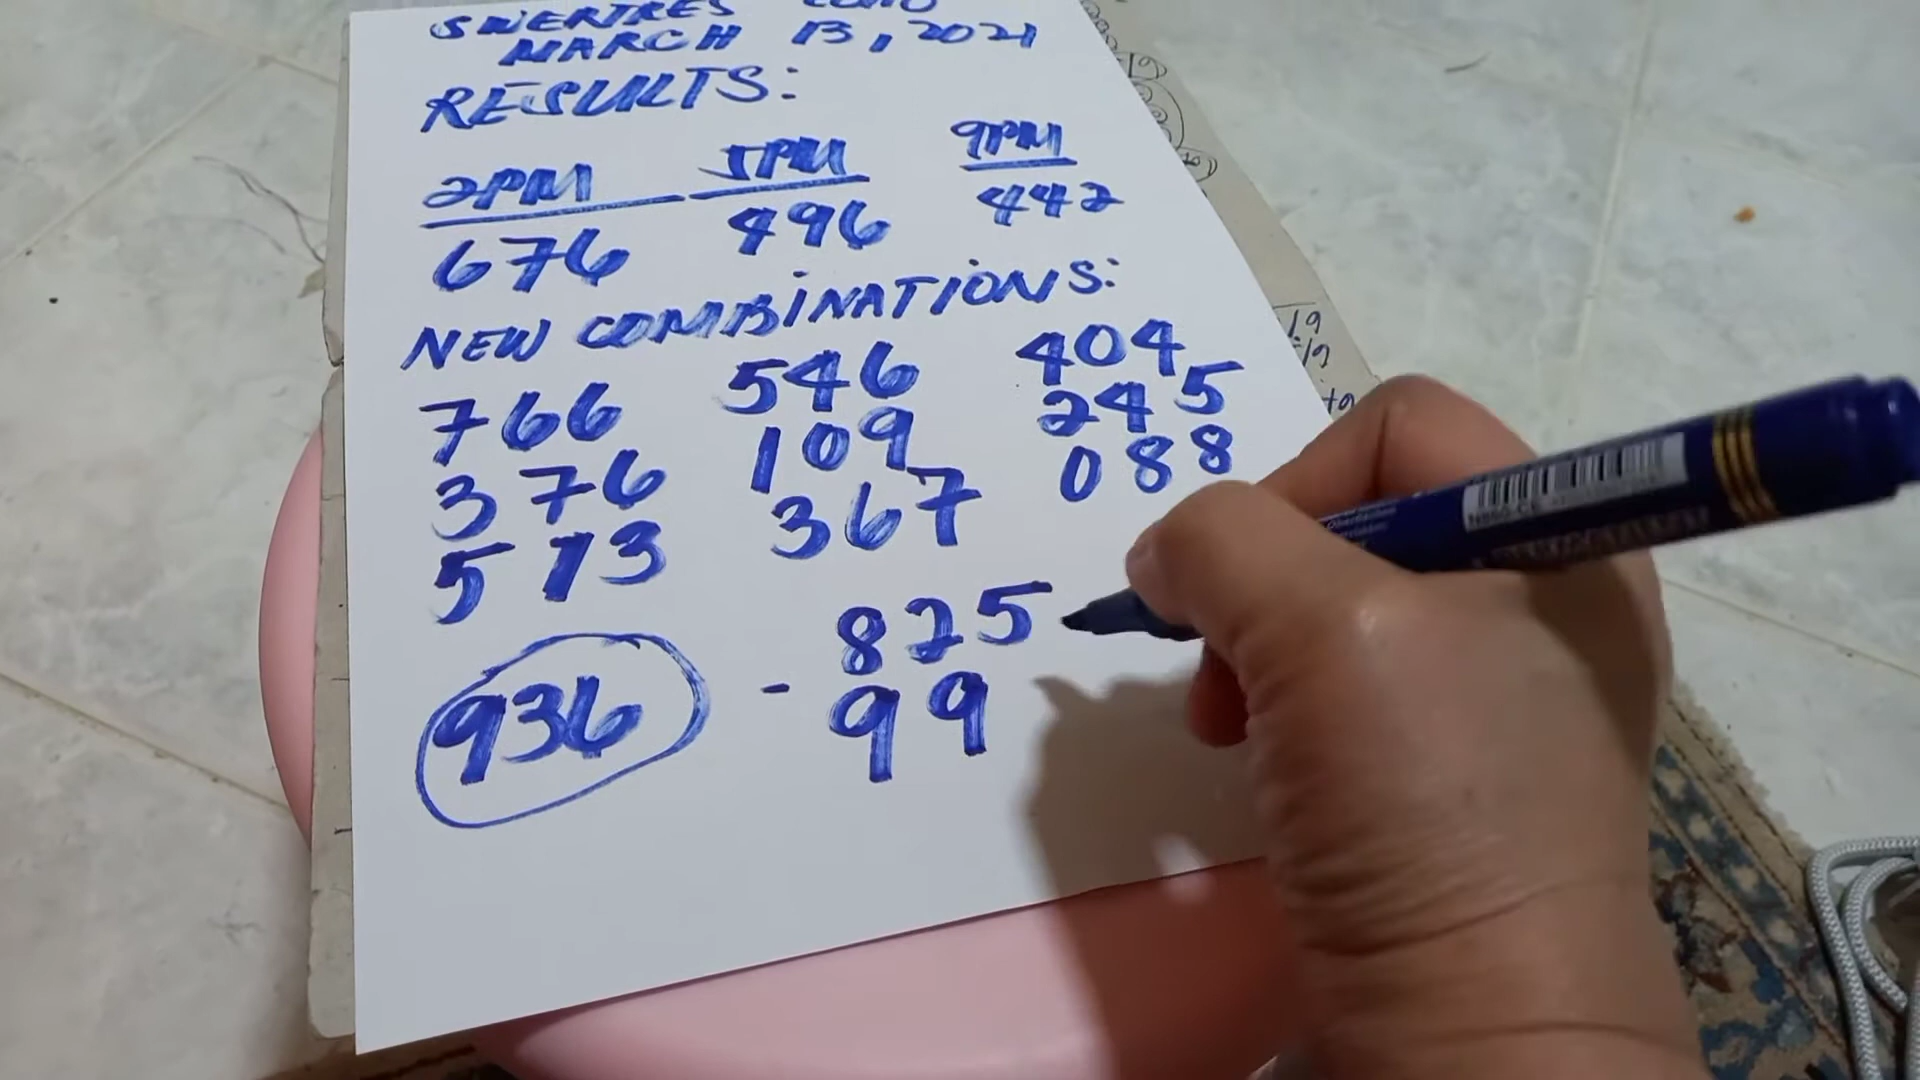 SWERTRES LOTTO
MARCH 13, 2021
RESULTS:
2PM 5PM 9PM
676 496 442
NEW COMBINATIONS:
766 546 404
376 109 245
573 367 088
936 - 825
99